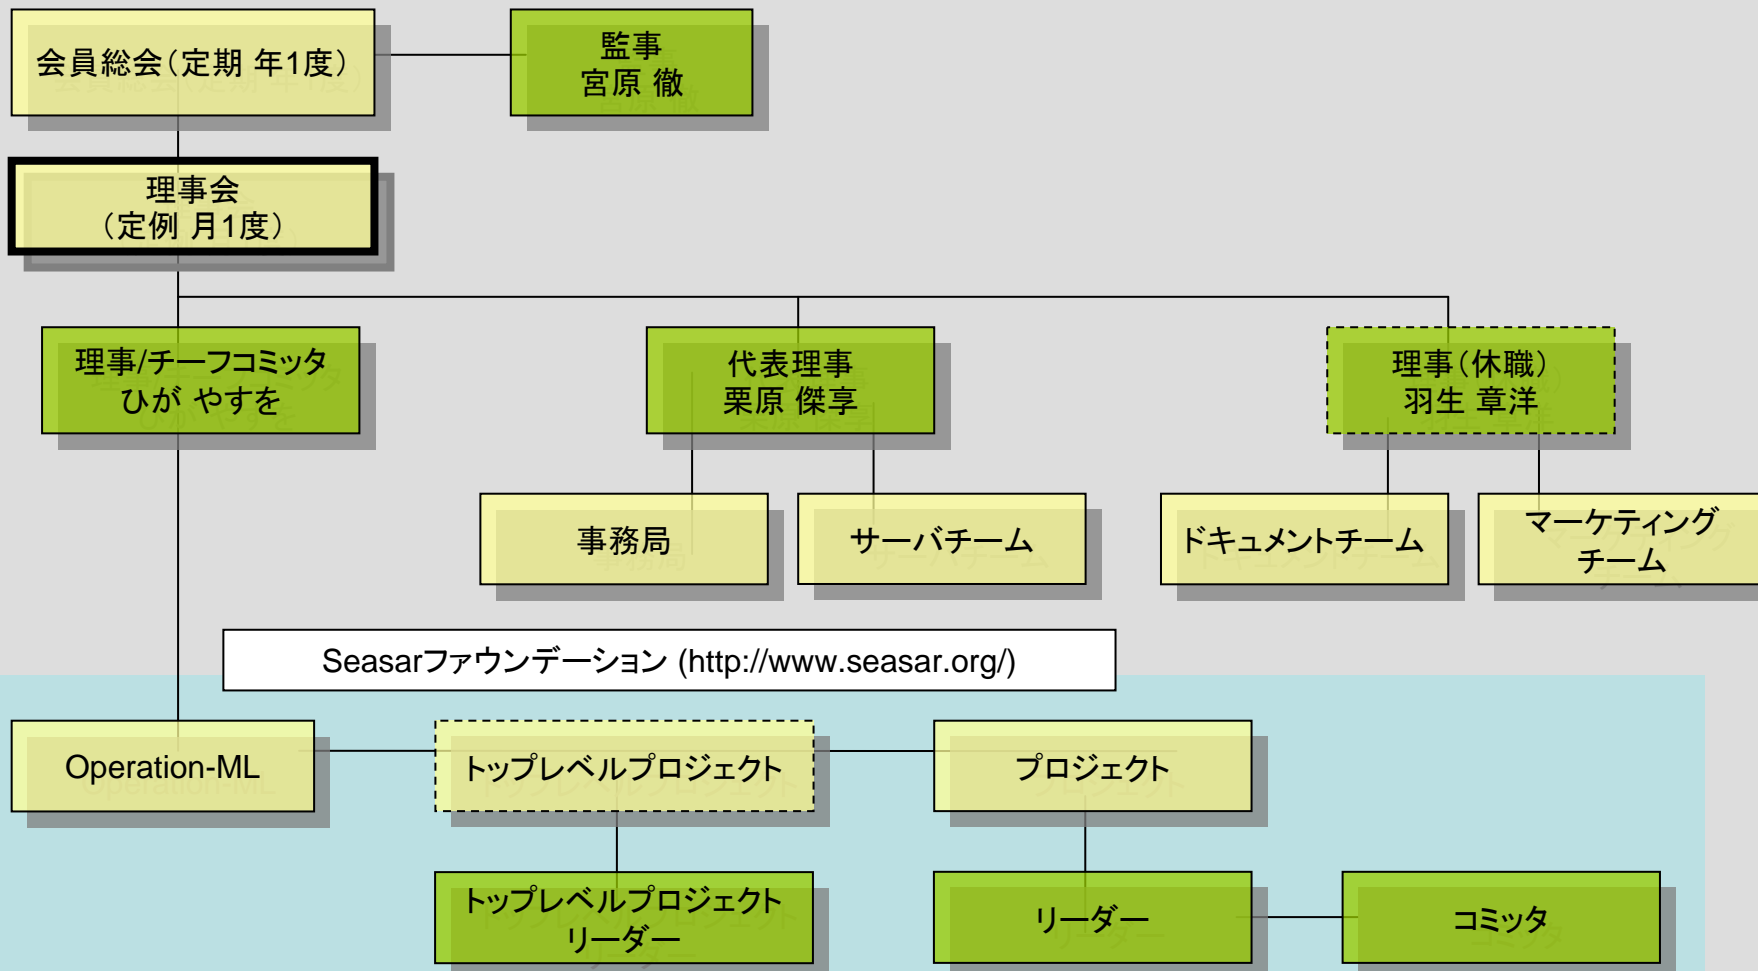 会員総会(定期 年1度)
監事
宮原 徹
理事会
(定例 月1度)
理事/チーフコミッタ
ひが やすを
代表理事
栗原 傑享
理事(休職)
羽生 章洋
事務局
サーバチーム
ドキュメントチーム
マーケティング
チーム
Seasarファウンデーション (http://www.seasar.org/)
Operation-ML
トップレベルプロジェクト
プロジェクト
トップレベルプロジェクト
リーダー
リーダー
コミッタ